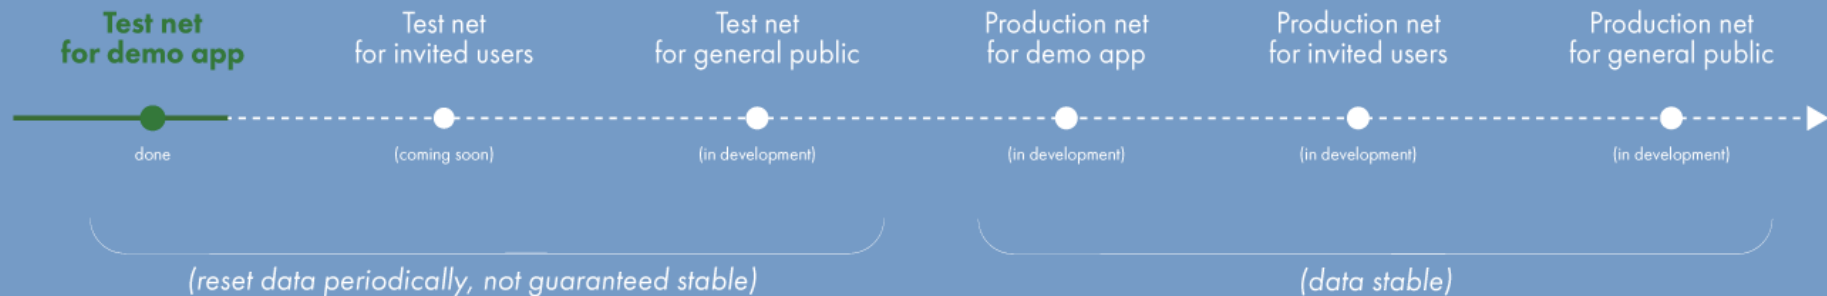 Test net
for demo app
Test net
for invited users
Test net
for general public
Production net
for demo app
Production net
for invited users
Production net
for general public
done
(coming soon)
(in development)
(in development)
(in development)
(in development)
(reset data periodically, not guaranteed stable)
(data stable)